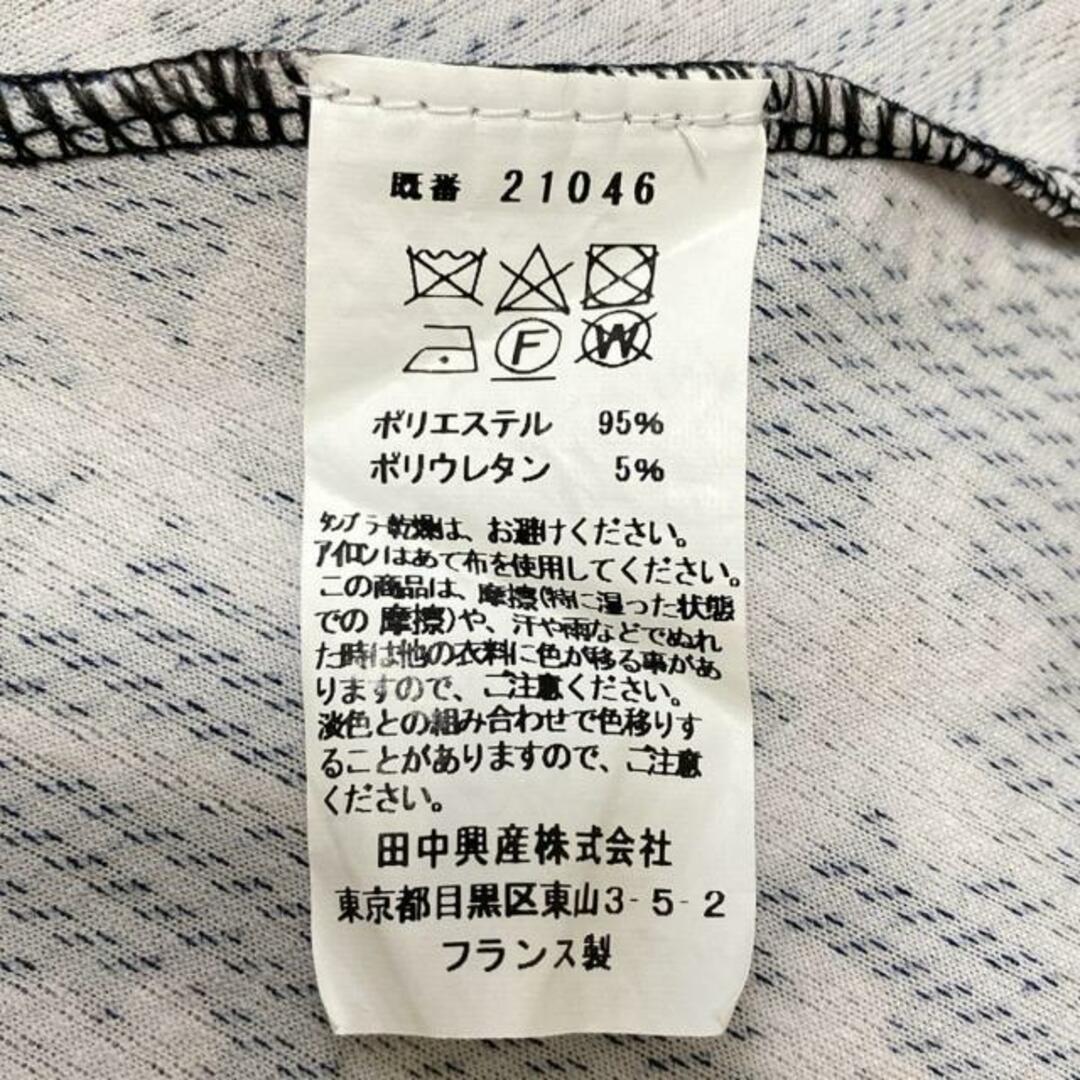 既番 21046
F W
ポリエステル 95%
ポリウレタン 5%
タンブラー乾燥は、お避けください。
アイロンはあて布を使用してください。
この商品は、摩擦(特に湿った状態
での摩擦)や、汗や雨などでぬれ
た時は他の衣料に色が移る事があ
りますので、ご注意ください。
淡色との組み合わせで色移りす
ることがありますので、ご注意
ください。
田中興産株式会社
東京都目黒区東山3-5-2
フランス製